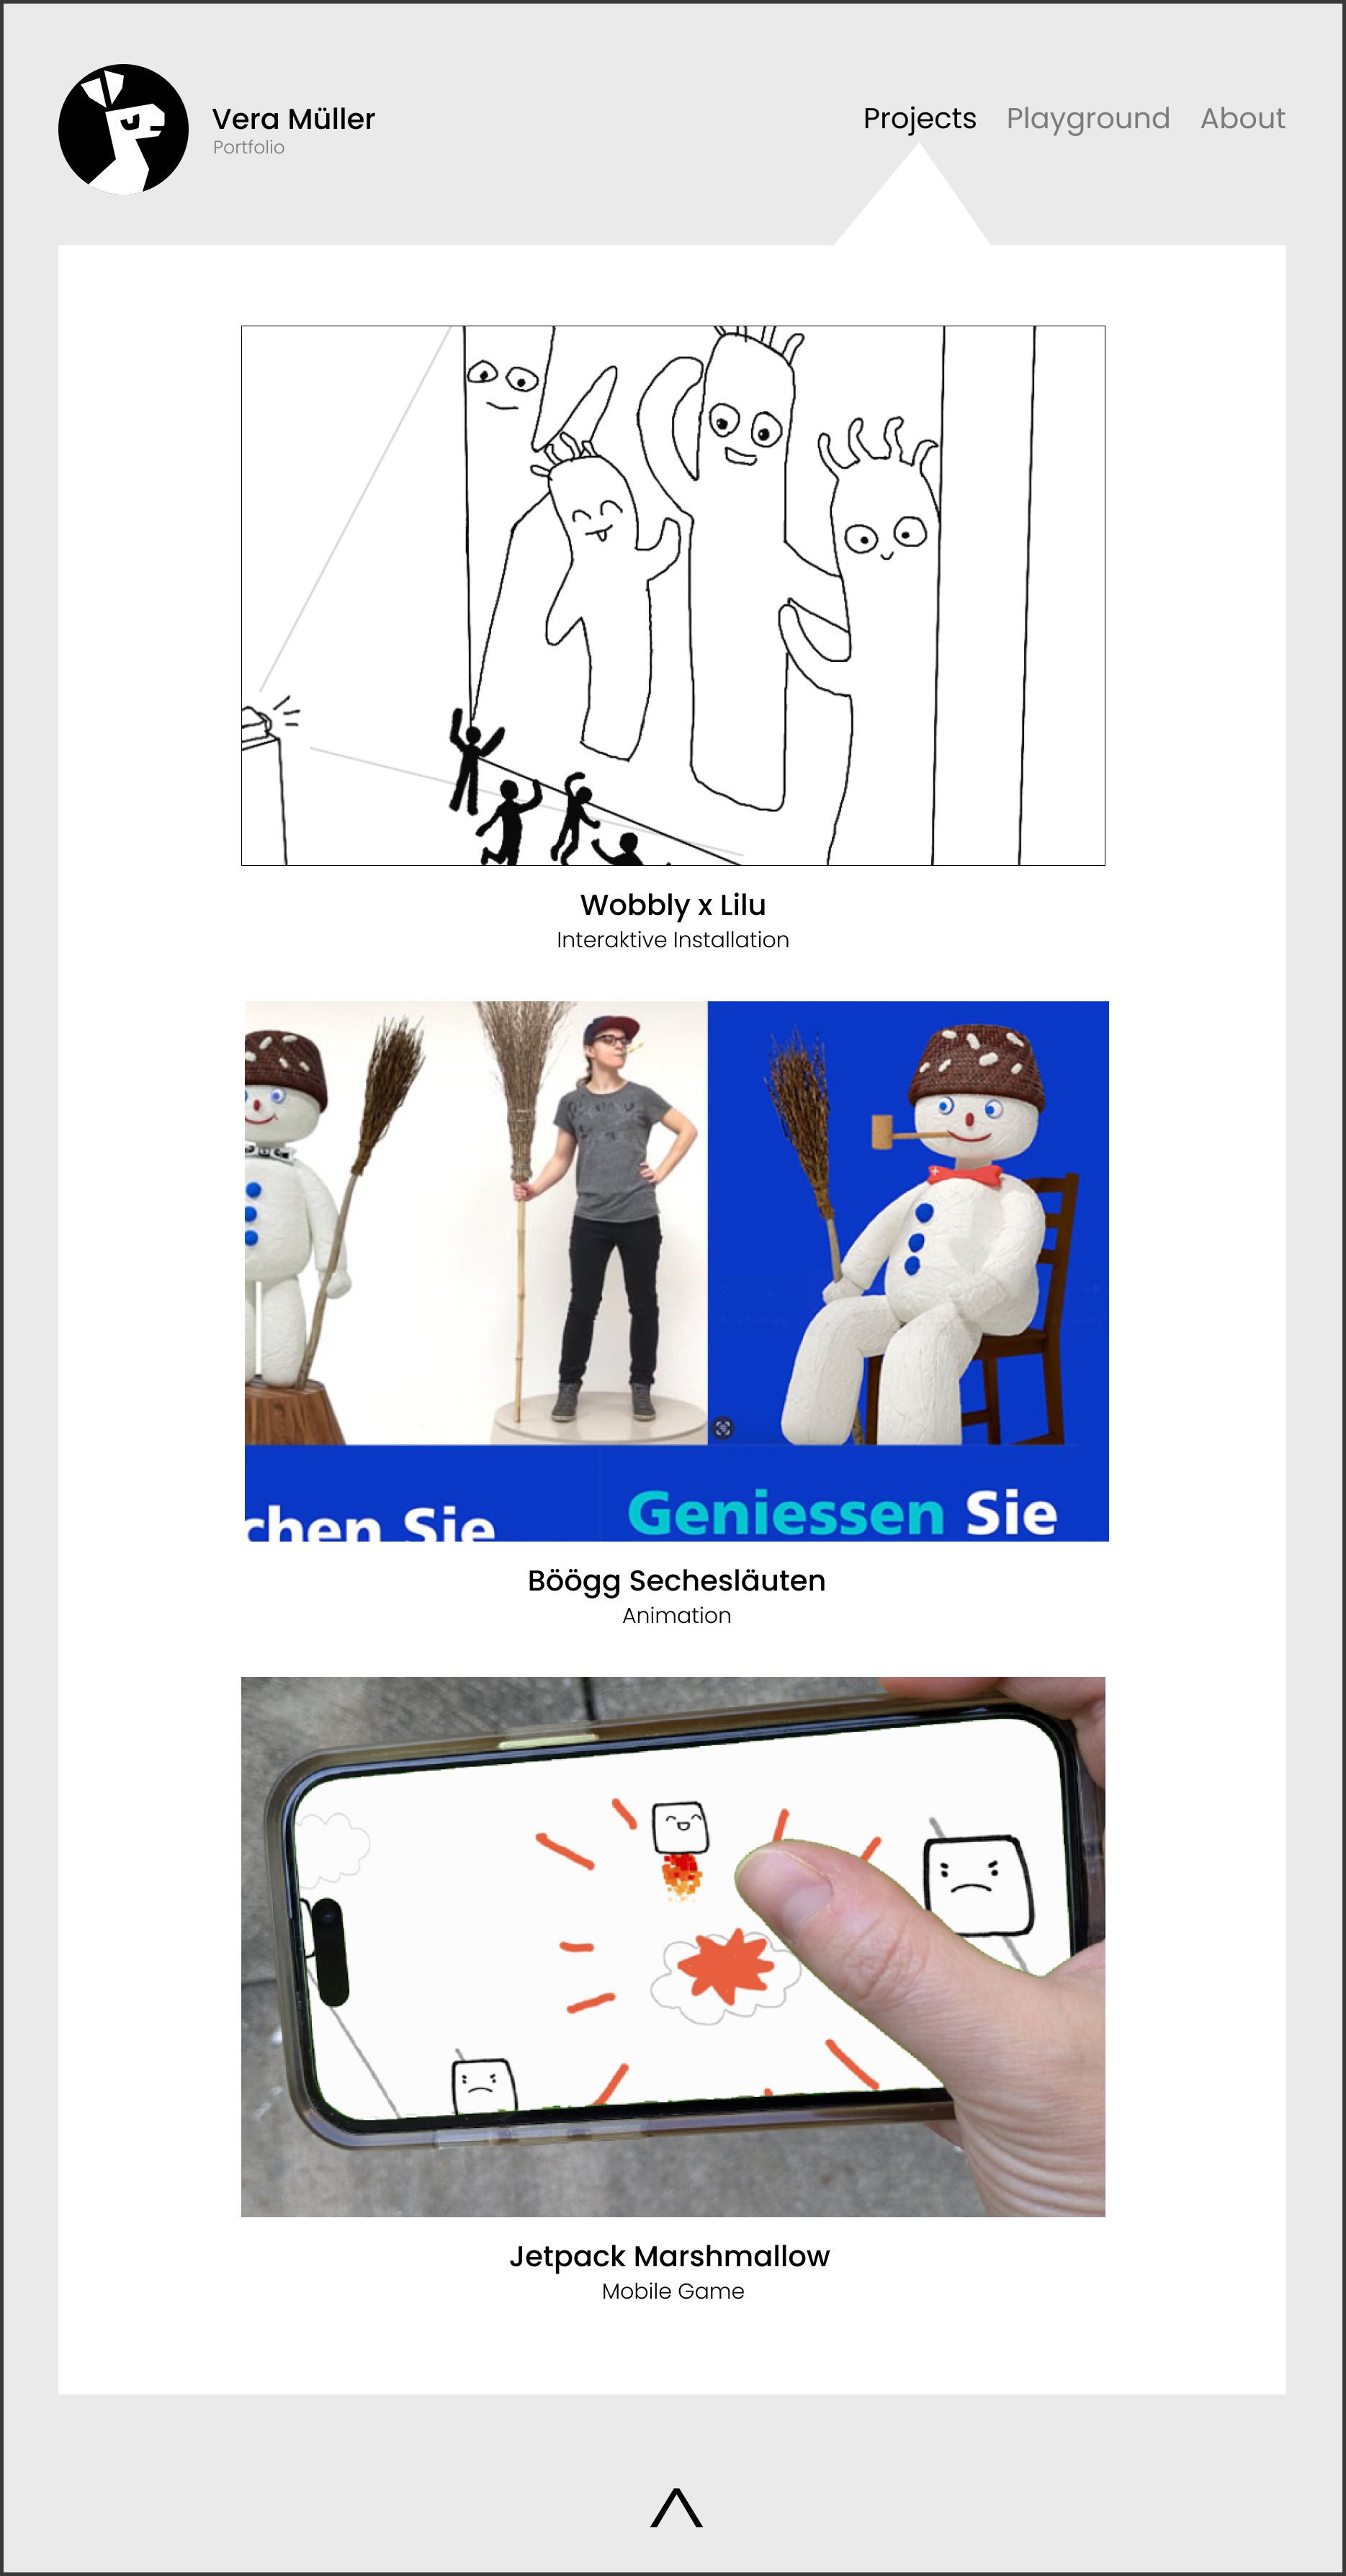 Vera Müller
Portfolio
Projects Playground About
Wobbly x Lilu
Interaktive Installation
chen Sie
Geniessen Sie
Böögg Secheslӓuten
Animation
Jetpack Marshmallow
Mobile Game